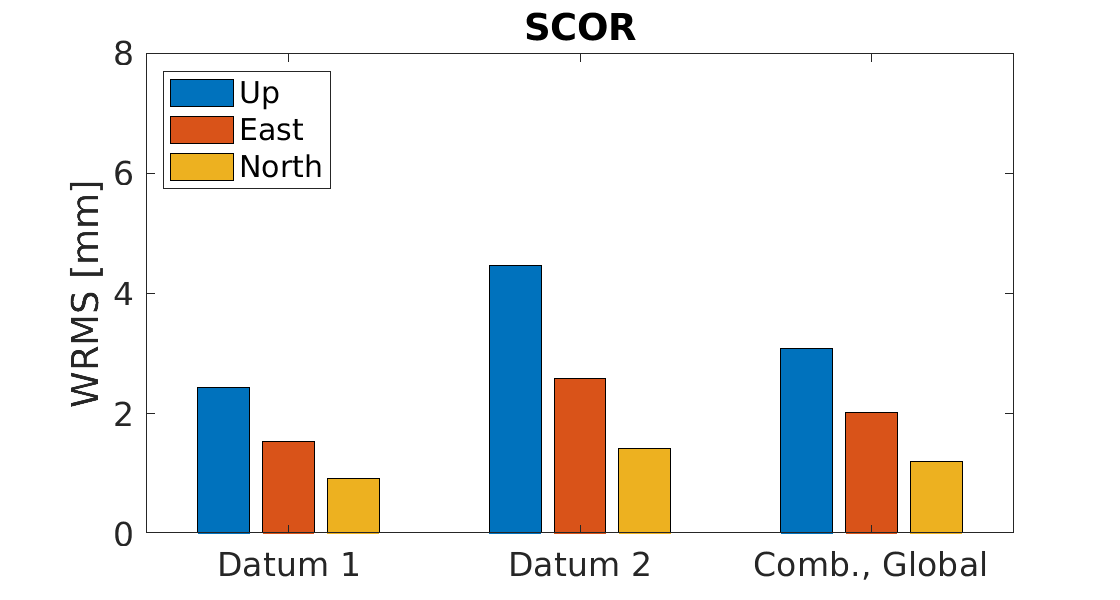 SCOR
8
6
4
2
0
WRMS [mm]
Up
East
North
Datum 1
Datum 2
Comb., Global